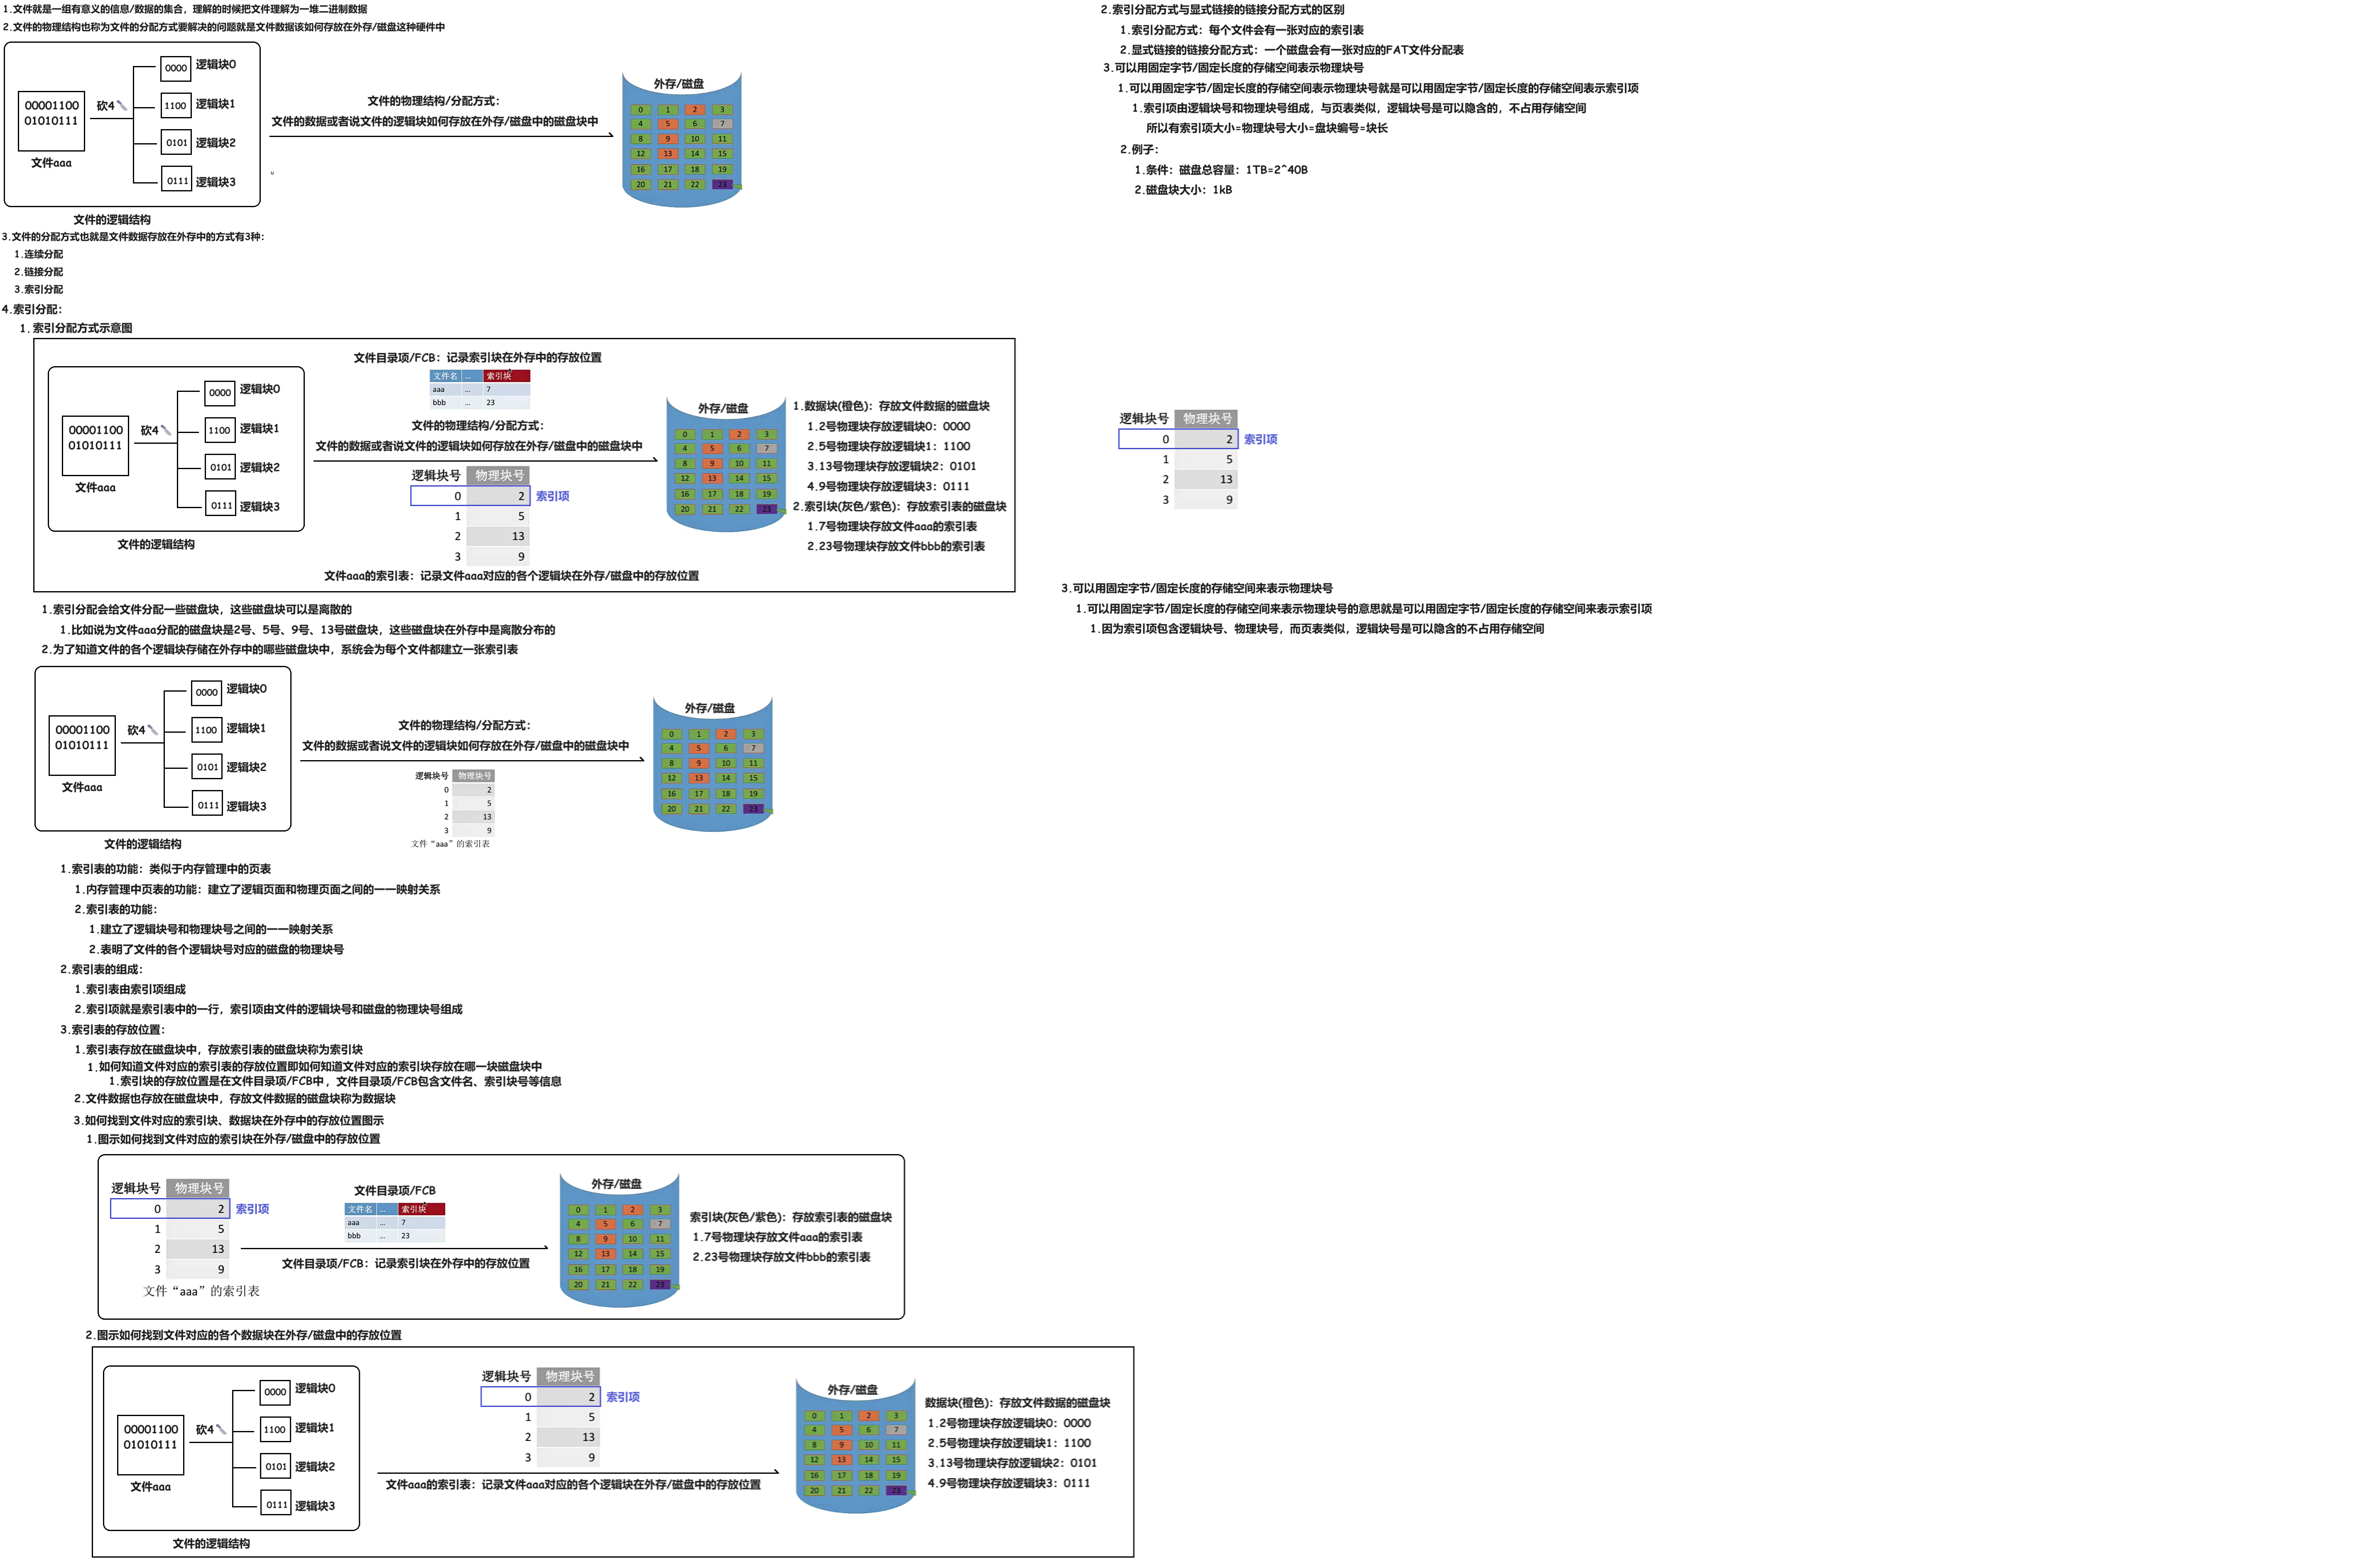 1.文件就是一组有意义的信息/数据的集合，理解的时候把文件理解为一堆二进制数据
2.文件的物理结构也称为文件的分配方式要解决的问题就是文件数据该如何存放在外存/磁盘这种硬件中
00001100
01010111
文件aaa
砍4
0000 逻辑块0
1100 逻辑块1
0101 逻辑块2
0111 逻辑块3
文件的逻辑结构
文件的物理结构/分配方式：
文件的数据或者说文件的逻辑块如何存放在外存/磁盘中的磁盘块中
外存/磁盘
0 1 2 3
4 5 6 7
8 9 10 11
12 13 14 15
16 17 18 19
20 21 22 23
3.文件的分配方式也就是文件数据存放在外存中的方式有3种：
1.连续分配
2.链接分配
3.索引分配
4.索引分配：
1.索引分配方式示意图
00001100
01010111
文件aaa
砍4
0000 逻辑块0
1100 逻辑块1
0101 逻辑块2
0111 逻辑块3
文件的逻辑结构
文件目录项/FCB：记录索引块在外存中的存放位置
文件名 ... 索引块
aaa ... 7
bbb ... 23
文件的物理结构/分配方式：
文件的数据或者说文件的逻辑块如何存放在外存/磁盘中的磁盘块中
逻辑块号 物理块号
0 2 索引项
1 5
2 13
3 9
文件aaa的索引表：记录文件aaa对应的各个逻辑块在外存/磁盘中的存放位置
外存/磁盘
0 1 2 3
4 5 6 7
8 9 10 11
12 13 14 15
16 17 18 19
20 21 22 23
1.数据块(橙色)：存放文件数据的磁盘块
1.2号物理块存放逻辑块0：0000
2.5号物理块存放逻辑块1：1100
3.13号物理块存放逻辑块2：0101
4.9号物理块存放逻辑块3：0111
2.索引块(灰色/紫色)：存放索引表的磁盘块
1.7号物理块存放文件aaa的索引表
2.23号物理块存放文件bbb的索引表
1.索引分配会给文件分配一些磁盘块，这些磁盘块可以是离散的
1.比如说为文件aaa分配的磁盘块是2号、5号、9号、13号磁盘块，这些磁盘块在外存中是离散分布的
2.为了知道文件的各个逻辑块存储在外存中的哪些磁盘块中，系统会为每个文件都建立一张索引表
00001100
01010111
文件aaa
砍4
0000 逻辑块0
1100 逻辑块1
0101 逻辑块2
0111 逻辑块3
文件的逻辑结构
文件的物理结构/分配方式：
文件的数据或者说文件的逻辑块如何存放在外存/磁盘中的磁盘块中
逻辑块号 物理块号
0 2
1 5
2 13
3 9
文件“aaa”的索引表
外存/磁盘
0 1 2 3
4 5 6 7
8 9 10 11
12 13 14 15
16 17 18 19
20 21 22 23
1.索引表的功能：类似于内存管理中的页表
1.内存管理中页表的功能：建立了逻辑页面和物理页面之间的一一映射关系
2.索引表的功能：
1.建立了逻辑块号和物理块号之间的一一映射关系
2.表明了文件的各个逻辑块号对应的磁盘的物理块号
2.索引表的组成：
1.索引表由索引项组成
2.索引项就是索引表中的一行，索引项由文件的逻辑块号和磁盘的物理块号组成
3.索引表的存放位置：
1.索引表存放在磁盘块中，存放索引表的磁盘块称为索引块
1.如何知道文件对应的索引表的存放位置即如何知道文件对应的索引块存放在哪一块磁盘块中
1.索引块的存放位置是在文件目录项/FCB中，文件目录项/FCB包含文件名、索引块号等信息
2.文件数据也存放在磁盘块中，存放文件数据的磁盘块称为数据块
3.如何找到文件对应的索引块、数据块在外存中的存放位置图示
1.图示如何找到文件对应的索引块在外存/磁盘中的存放位置
逻辑块号 物理块号
0 2 索引项
1 5
2 13
3 9
文件“aaa”的索引表
文件目录项/FCB
文件名 ... 索引块
aaa ... 7
bbb ... 23
文件目录项/FCB：记录索引块在外存中的存放位置
外存/磁盘
0 1 2 3
4 5 6 7
8 9 10 11
12 13 14 15
16 17 18 19
20 21 22 23
索引块(灰色/紫色)：存放索引表的磁盘块
1.7号物理块存放文件aaa的索引表
2.23号物理块存放文件bbb的索引表
2.图示如何找到文件对应的各个数据块在外存/磁盘中的存放位置
00001100
01010111
文件aaa
砍4
0000 逻辑块0
1100 逻辑块1
0101 逻辑块2
0111 逻辑块3
文件的逻辑结构
逻辑块号 物理块号
0 2 索引项
1 5
2 13
3 9
文件aaa的索引表：记录文件aaa对应的各个逻辑块在外存/磁盘中的存放位置
外存/磁盘
0 1 2 3
4 5 6 7
8 9 10 11
12 13 14 15
16 17 18 19
20 21 22 23
数据块(橙色)：存放文件数据的磁盘块
1.2号物理块存放逻辑块0：0000
2.5号物理块存放逻辑块1：1100
3.13号物理块存放逻辑块2：0101
4.9号物理块存放逻辑块3：0111
2.索引分配方式与显式链接的链接分配方式的区别
1.索引分配方式：每个文件会有一张对应的索引表
2.显式链接的链接分配方式：一个磁盘会有一张对应的FAT文件分配表
3.可以用固定字节/固定长度的存储空间表示物理块号
1.可以用固定字节/固定长度的存储空间表示物理块号就是可以用固定字节/固定长度的存储空间表示索引项
1.索引项由逻辑块号和物理块号组成，与页表类似，逻辑块号是可以隐含的，不占用存储空间
所以有索引项大小=物理块号大小=盘块编号=块长
2.例子：
1.条件：磁盘总容量：1TB=2^40B
2.磁盘块大小：1kB
逻辑块号 物理块号
0 2 索引项
1 5
2 13
3 9
3.可以用固定字节/固定长度的存储空间来表示物理块号
1.可以用固定字节/固定长度的存储空间来表示物理块号的意思就是可以用固定字节/固定长度的存储空间来表示索引项
1.因为索引项包含逻辑块号、物理块号，而页表类似，逻辑块号是可以隐含的不占用存储空间